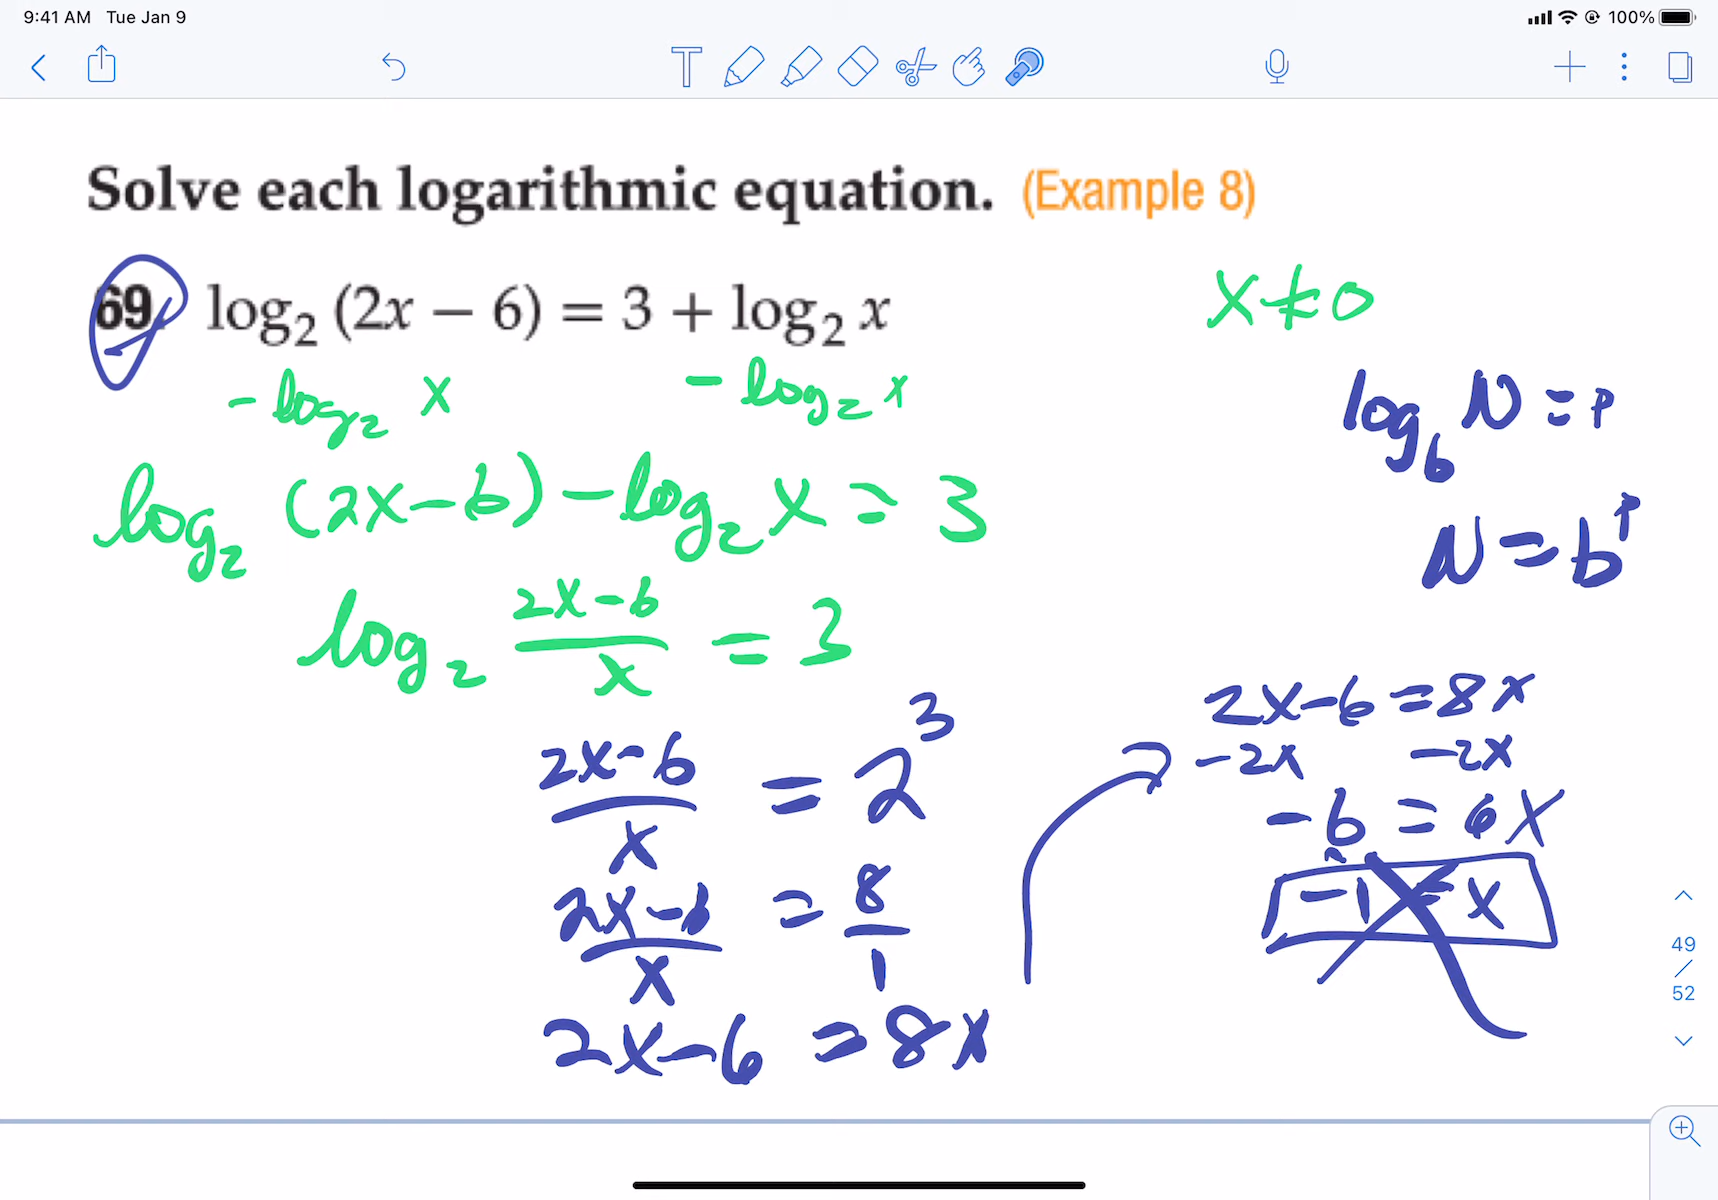 9:41 AM Tue Jan 9
100%
T
Solve each logarithmic equation. (Example 8)
69. log₂ (2x − 6) = 3 + log₂ x
x ≠ 0
− log₂ x − log₂ x
log_b N = P
log₂ (2x − 6) − log₂ x = 3
N = b^P
log₂ (2x − 6)/x = 3
(2x − 6)/x = 2³
(2x − 6)/x = 8/1
2x − 6 = 8x
2x − 6 = 8x
−2x −2x
−6 = 6x
−1 = x
49
/
52